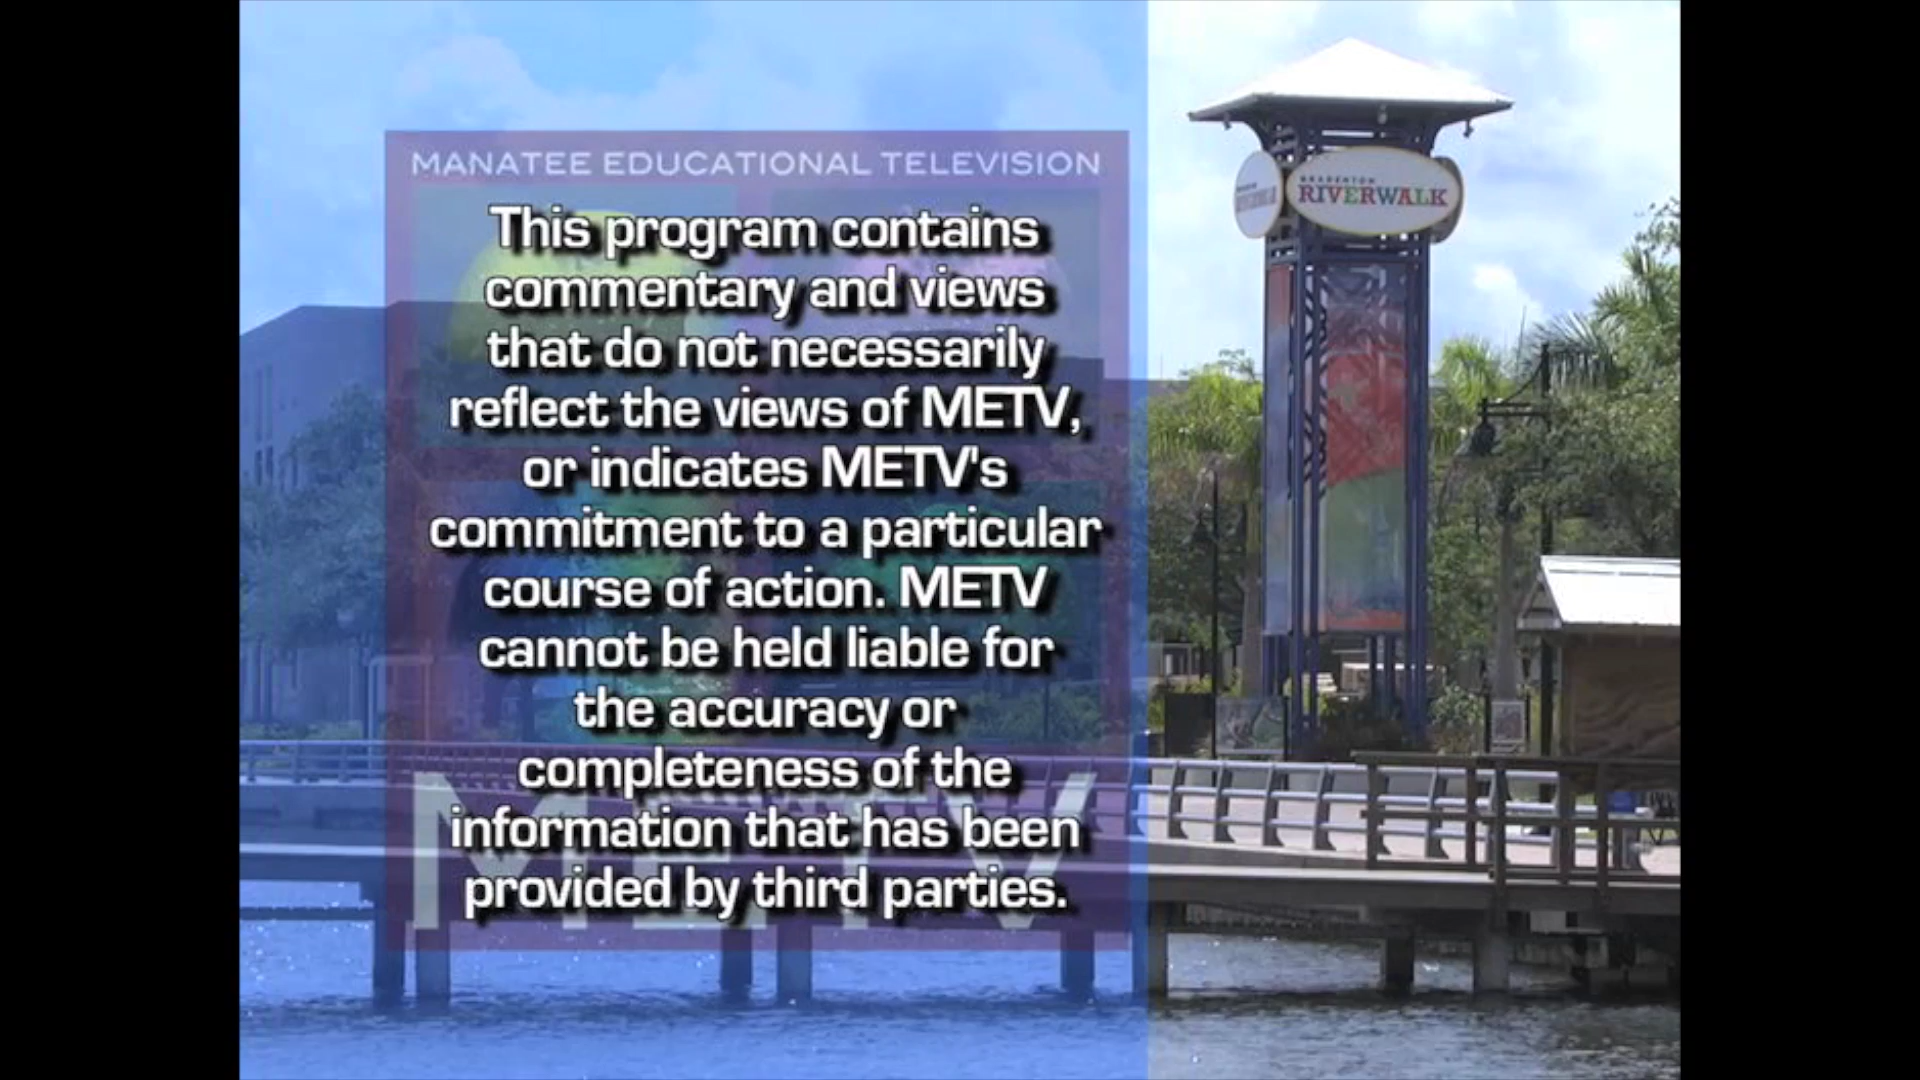 MANATEE EDUCATIONAL TELEVISION
This program contains
commentary and views
that do not necessarily
reflect the views of METV,
or indicates METV's
commitment to a particular
course of action. METV
cannot be held liable for
the accuracy or
completeness of the
information that has been
provided by third parties.
METV
BRADENTON
RIVERWALK